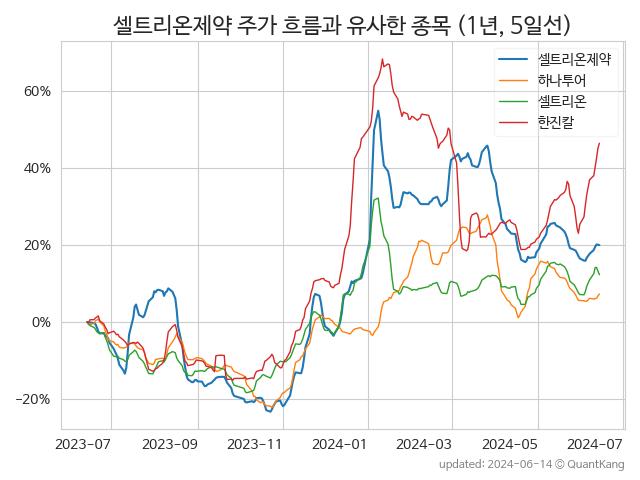 셀트리온제약 주가 흐름과 유사한 종목 (1년, 5일선)
셀트리온제약
하나투어
셀트리온
한진칼
60%
40%
20%
0%
−20%
2023-07 2023-09 2023-11 2024-01 2024-03 2024-05 2024-07
updated: 2024-06-14 © QuantKang